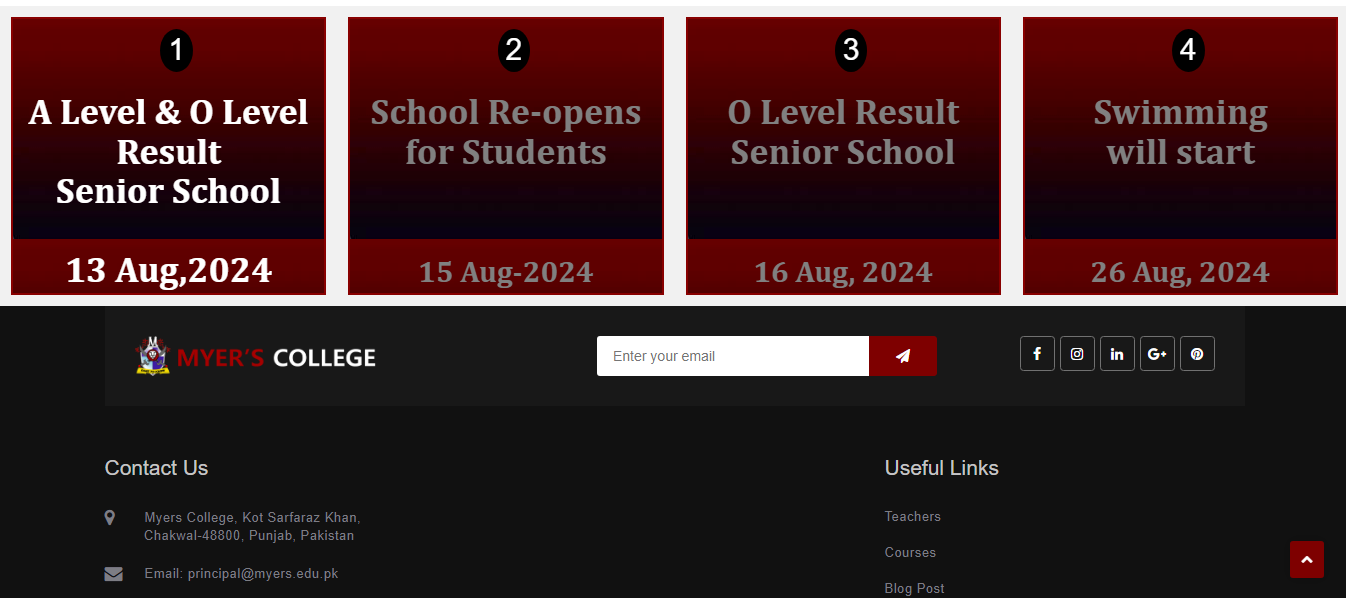 1
A Level & O Level
Result
Senior School
13 Aug,2024
2
School Re-opens
for Students
15 Aug-2024
3
O Level Result
Senior School
16 Aug, 2024
4
Swimming
will start
26 Aug, 2024
MYER'S COLLEGE
Enter your email
G+
Contact Us
Myers College, Kot Sarfaraz Khan,
Chakwal-48800, Punjab, Pakistan
Email: principal@myers.edu.pk
Useful Links
Teachers
Courses
Blog Post